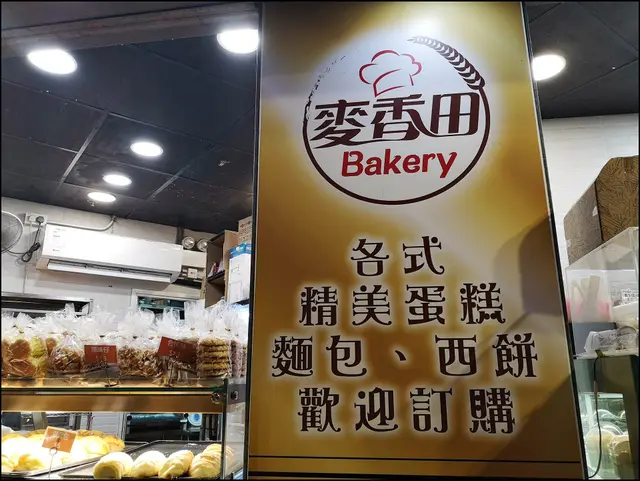 麥香田
Bakery
各式
精美蛋糕
麵包、西餅
歡迎訂購